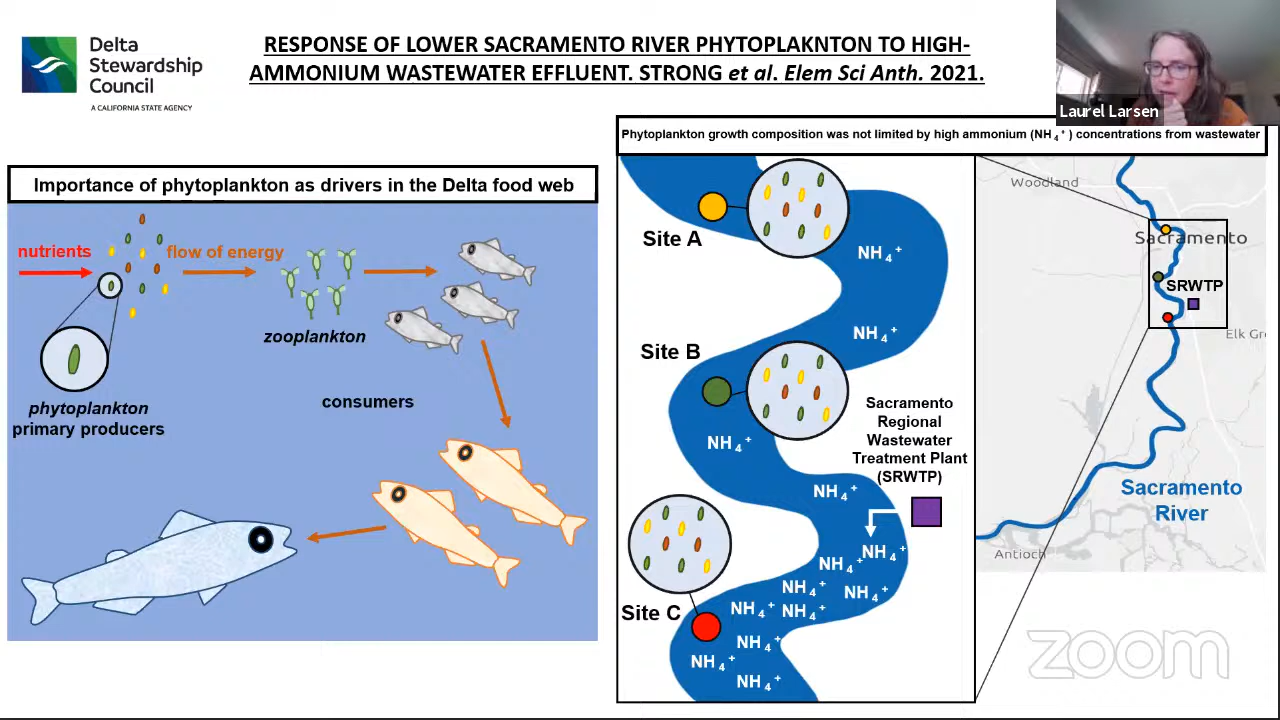 Delta
Stewardship
Council
A CALIFORNIA STATE AGENCY
RESPONSE OF LOWER SACRAMENTO RIVER PHYTOPLAKNTON TO HIGH-
AMMONIUM WASTEWATER EFFLUENT. STRONG et al. Elem Sci Anth. 2021.
Laurel Larsen
Importance of phytoplankton as drivers in the Delta food web
nutrients
flow of energy
zooplankton
phytoplankton
primary producers
consumers
Phytoplankton growth composition was not limited by high ammonium (NH₄⁺) concentrations from wastewater
Site A
NH₄⁺
NH₄⁺
Site B
NH₄⁺
Sacramento
Regional
Wastewater
Treatment Plant
(SRWTP)
NH₄⁺
NH₄⁺
NH₄⁺
NH₄⁺
NH₄⁺
NH₄⁺
NH₄⁺
Site C
NH₄⁺
NH₄⁺
NH₄⁺
Woodland
Sacramento
SRWTP
Elk Gr
Sacramento
River
Antioch
zoom